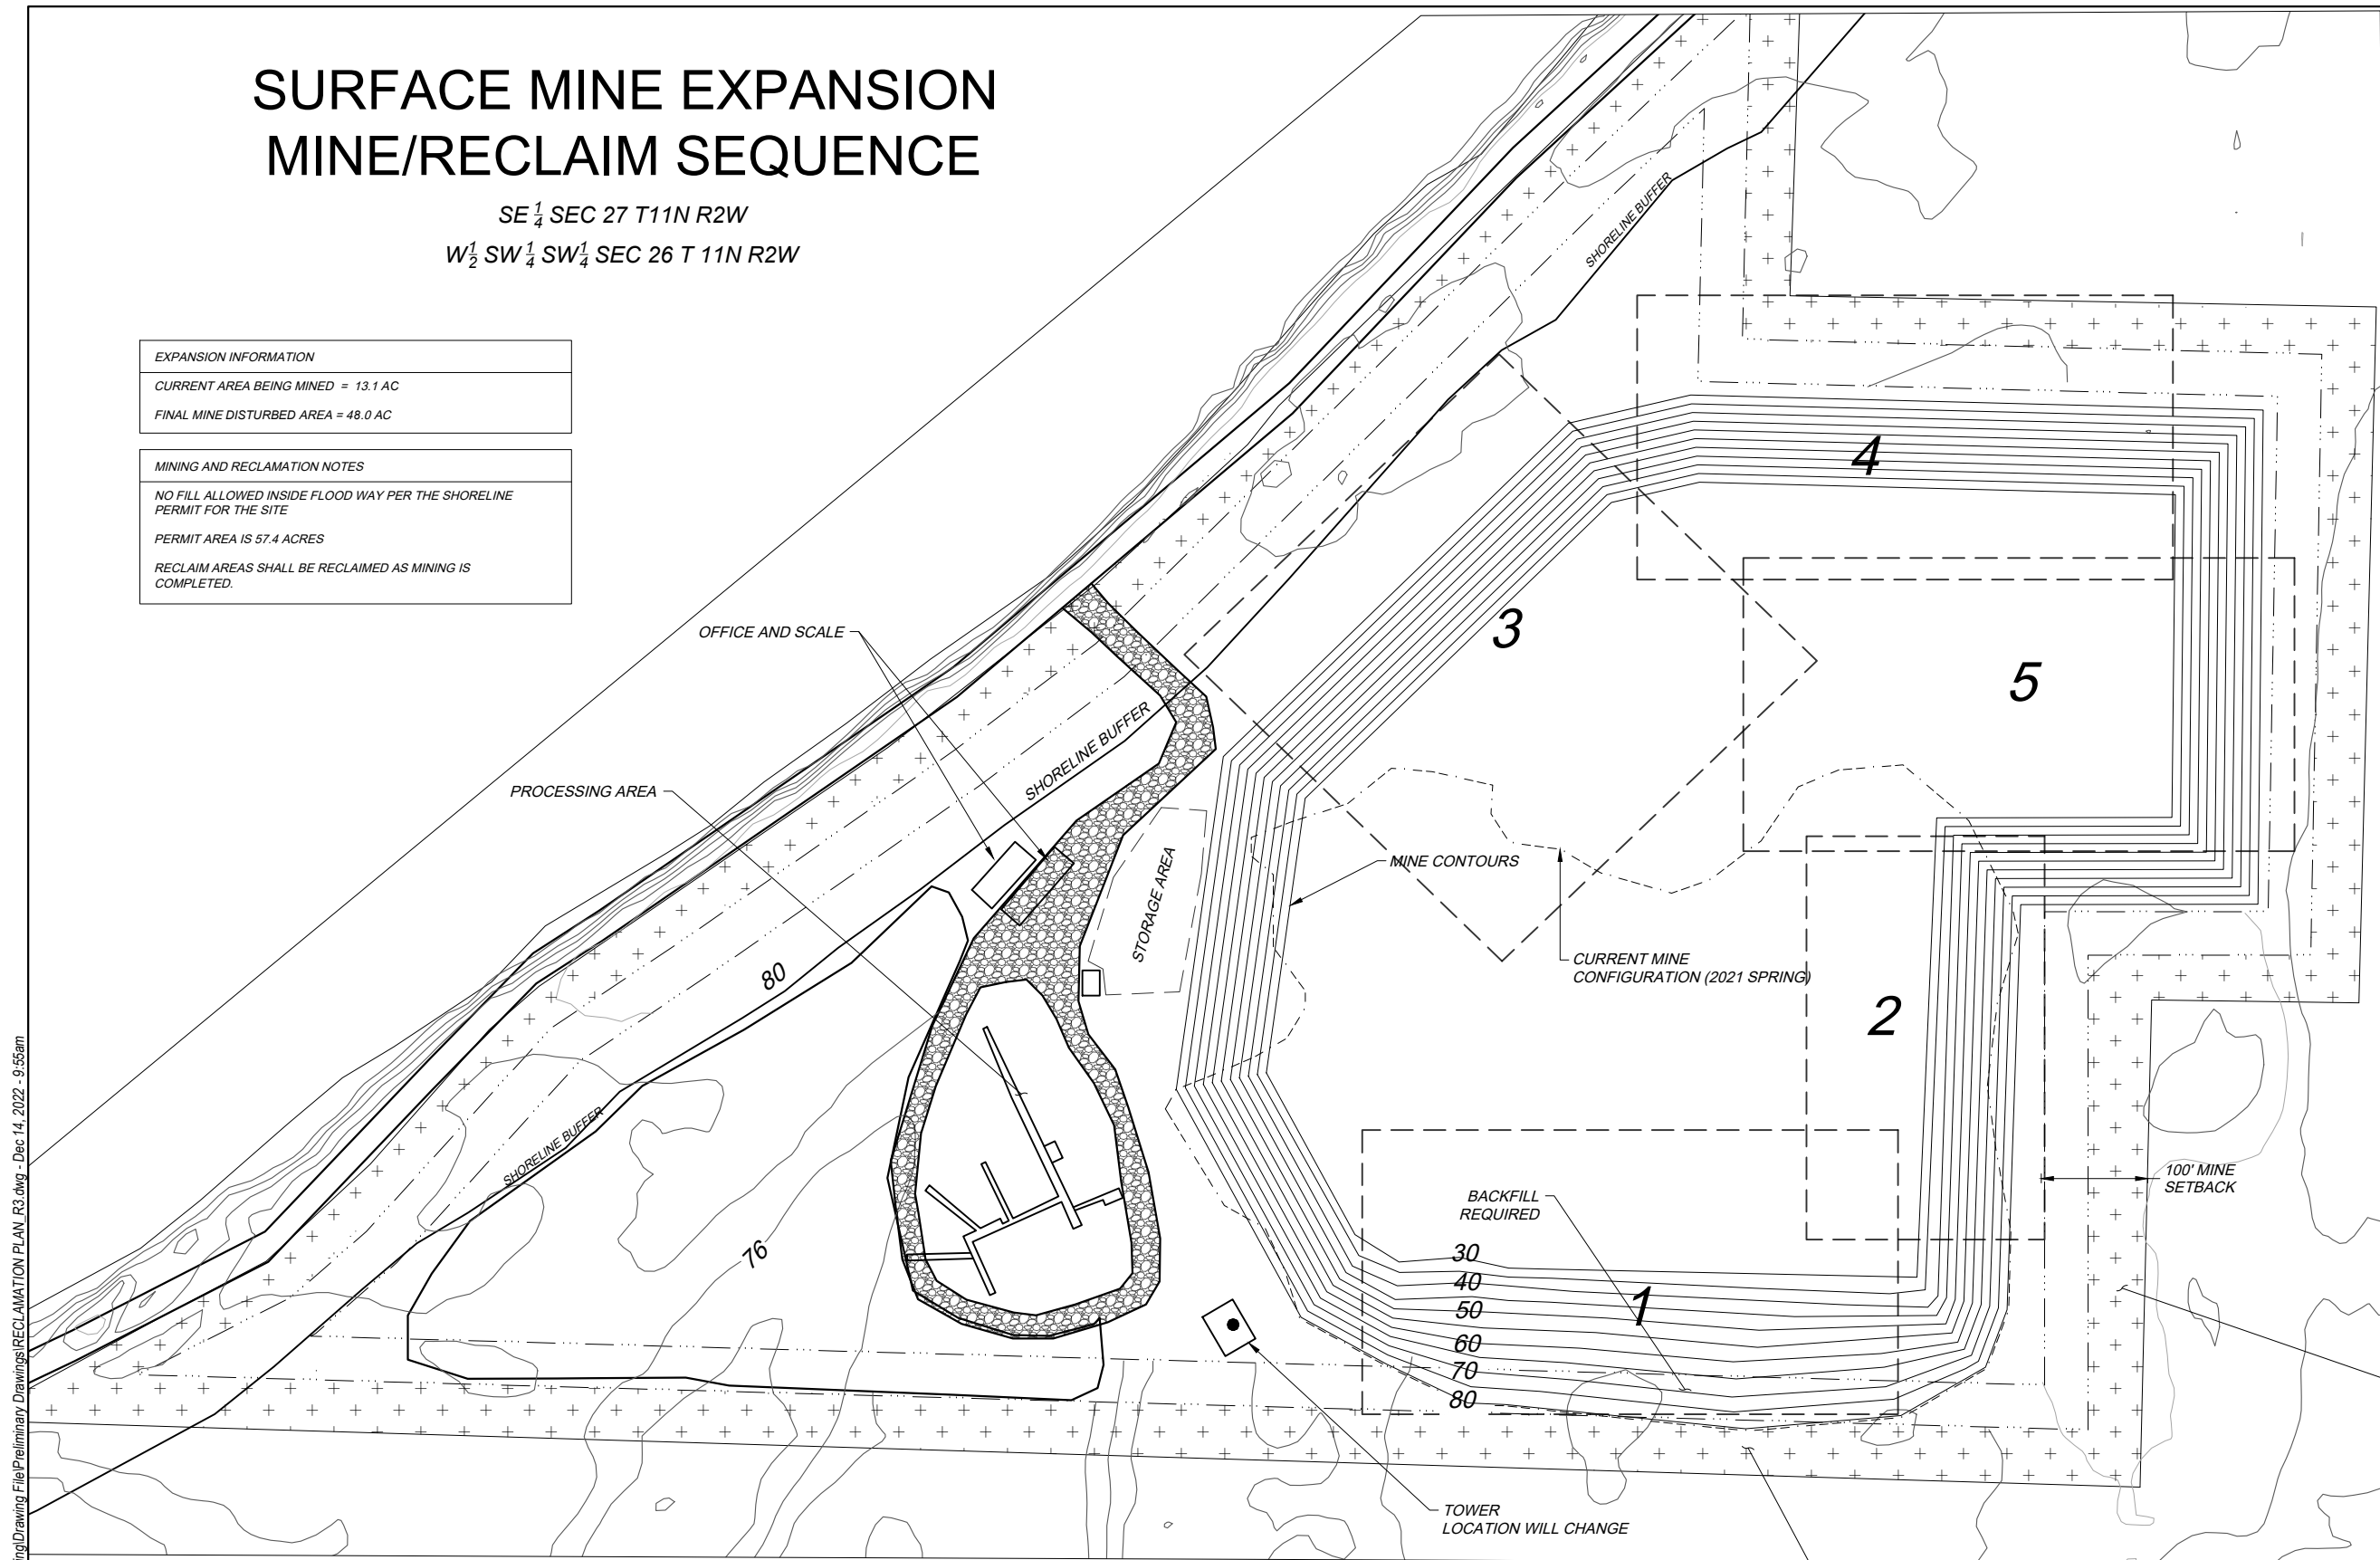 SURFACE MINE EXPANSION
MINE/RECLAIM SEQUENCE
SE 1/4 SEC 27 T11N R2W
W1/2 SW 1/4 SW1/4 SEC 26 T 11N R2W
EXPANSION INFORMATION
CURRENT AREA BEING MINED = 13.1 AC
FINAL MINE DISTURBED AREA = 48.0 AC
MINING AND RECLAMATION NOTES
NO FILL ALLOWED INSIDE FLOOD WAY PER THE SHORELINE
PERMIT FOR THE SITE
PERMIT AREA IS 57.4 ACRES
RECLAIM AREAS SHALL BE RECLAIMED AS MINING IS
COMPLETED.
SHORELINE BUFFER
4
3
5
OFFICE AND SCALE
SHORELINE BUFFER
PROCESSING AREA
MINE CONTOURS
STORAGE AREA
CURRENT MINE
CONFIGURATION (2021 SPRING)
80
2
SHORELINE BUFFER
100' MINE
SETBACK
BACKFILL
REQUIRED
76
30
40
50
60
70
80
1
TOWER
LOCATION WILL CHANGE
Drawing File\Preliminary Drawings\RECLAMATION PLAN_R3.dwg - Dec 14, 2022 - 9:55am